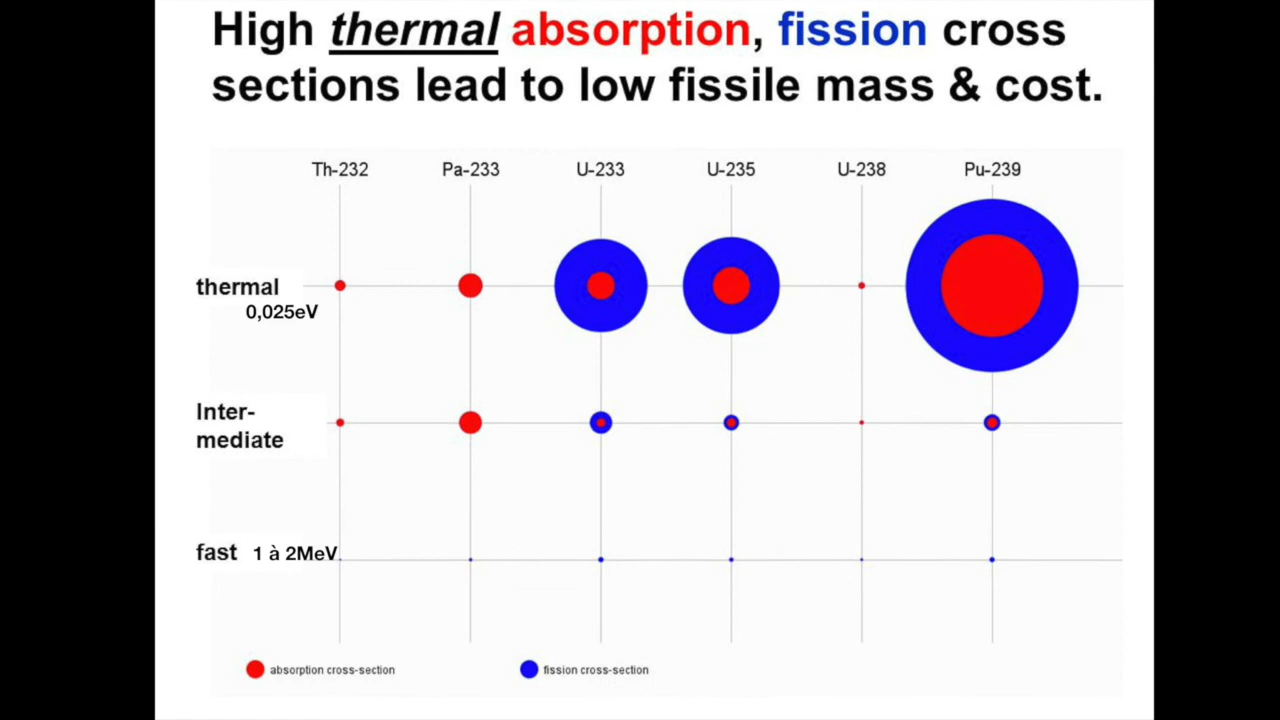 High thermal absorption, fission cross
sections lead to low fissile mass & cost.
Th-232 Pa-233 U-233 U-235 U-238 Pu-239
thermal
0,025eV
Inter-
mediate
fast 1 à 2MeV
absorption cross-section fission cross-section